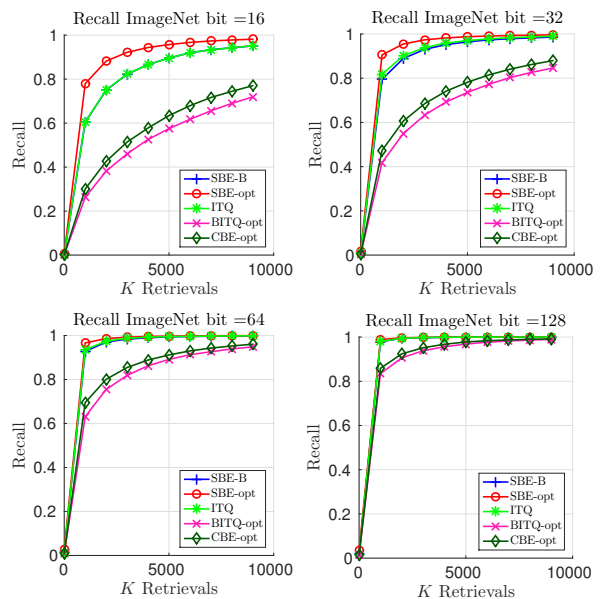 Recall ImageNet bit =16
Recall
1
0.8
0.6
0.4
0.2
0
SBE-B
SBE-opt
ITQ
BITQ-opt
CBE-opt
0
5000
10000
K Retrievals
Recall ImageNet bit =32
Recall
1
0.8
0.6
0.4
0.2
0
SBE-B
SBE-opt
ITQ
BITQ-opt
CBE-opt
0
5000
10000
K Retrievals
Recall ImageNet bit =64
Recall
1
0.8
0.6
0.4
0.2
0
SBE-B
SBE-opt
ITQ
BITQ-opt
CBE-opt
0
5000
10000
K Retrievals
Recall ImageNet bit =128
Recall
1
0.8
0.6
0.4
0.2
0
SBE-B
SBE-opt
ITQ
BITQ-opt
CBE-opt
0
5000
10000
K Retrievals